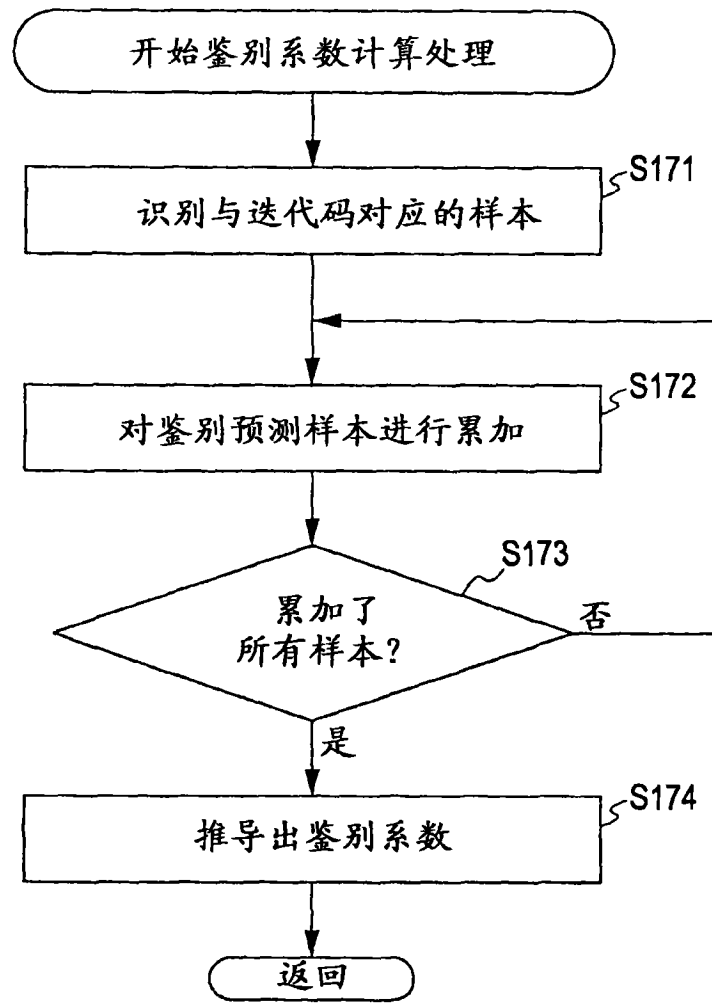 开始鉴别系数计算处理
S171
识别与迭代码对应的样本
S172
对鉴别预测样本进行累加
S173
累加了
所有样本?
否
是
S174
推导出鉴别系数
返回